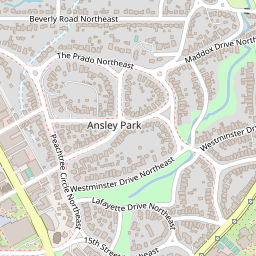 Beverly Road Northeast
Maddox Drive Northeast
The Prado Northeast
Ansley Park
Peachtree Circle Northeast
Westminster Drive
Westminster Drive Northeast
Lafayette Drive Northeast
15th Street